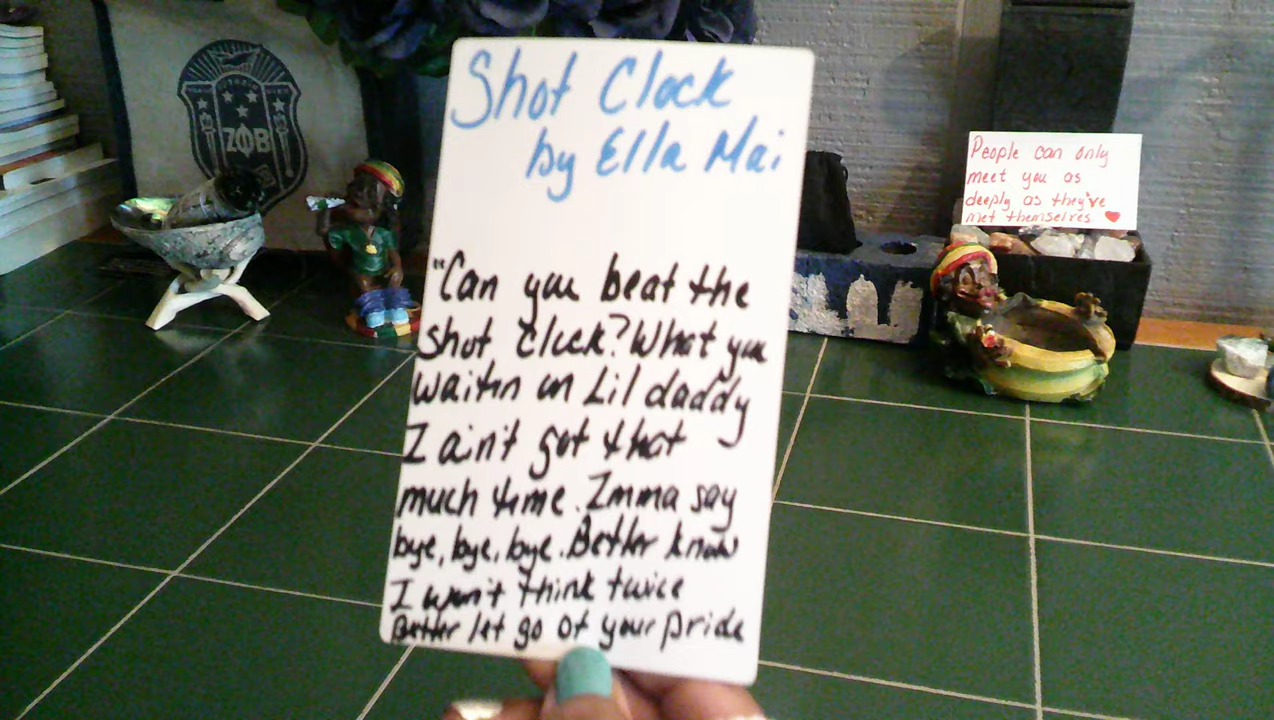 Shot Clock
by Ella Mai
"Can you beat the
shot clock? What you
waitin on Lil daddy
I ain't got that
much time. Imma say
bye, bye, bye. Better know
I won't think twice
Better let go of your pride
People can only
meet you as
deeply as they've
met themselves ♥
ΖΦΒ